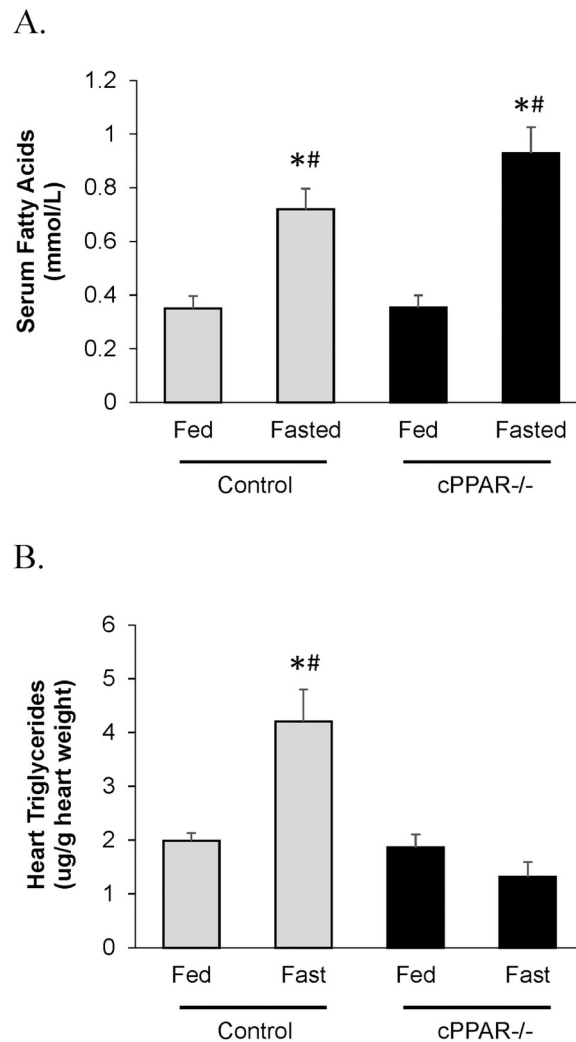 A.
Serum Fatty Acids
(mmol/L)
1.2
1
0.8
0.6
0.4
0.2
0
*#
*#
Fed Fasted Fed Fasted
Control cPPAR-/-
B.
Heart Triglycerides
(ug/g heart weight)
6
5
4
3
2
1
0
*#
Fed Fast Fed Fast
Control cPPAR-/-